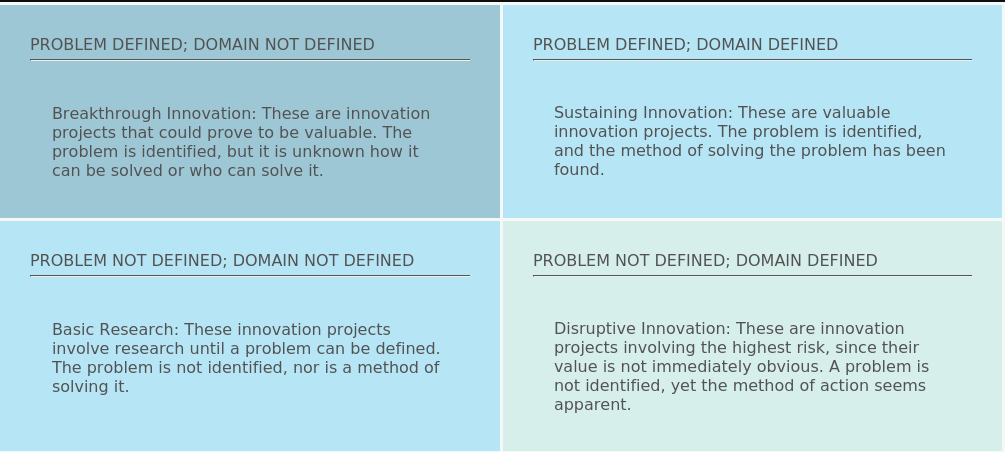 PROBLEM DEFINED; DOMAIN NOT DEFINED
Breakthrough Innovation: These are innovation
projects that could prove to be valuable. The
problem is identified, but it is unknown how it
can be solved or who can solve it.
PROBLEM DEFINED; DOMAIN DEFINED
Sustaining Innovation: These are valuable
innovation projects. The problem is identified,
and the method of solving the problem has been
found.
PROBLEM NOT DEFINED; DOMAIN NOT DEFINED
Basic Research: These innovation projects
involve research until a problem can be defined.
The problem is not identified, nor is a method of
solving it.
PROBLEM NOT DEFINED; DOMAIN DEFINED
Disruptive Innovation: These are innovation
projects involving the highest risk, since their
value is not immediately obvious. A problem is
not identified, yet the method of action seems
apparent.